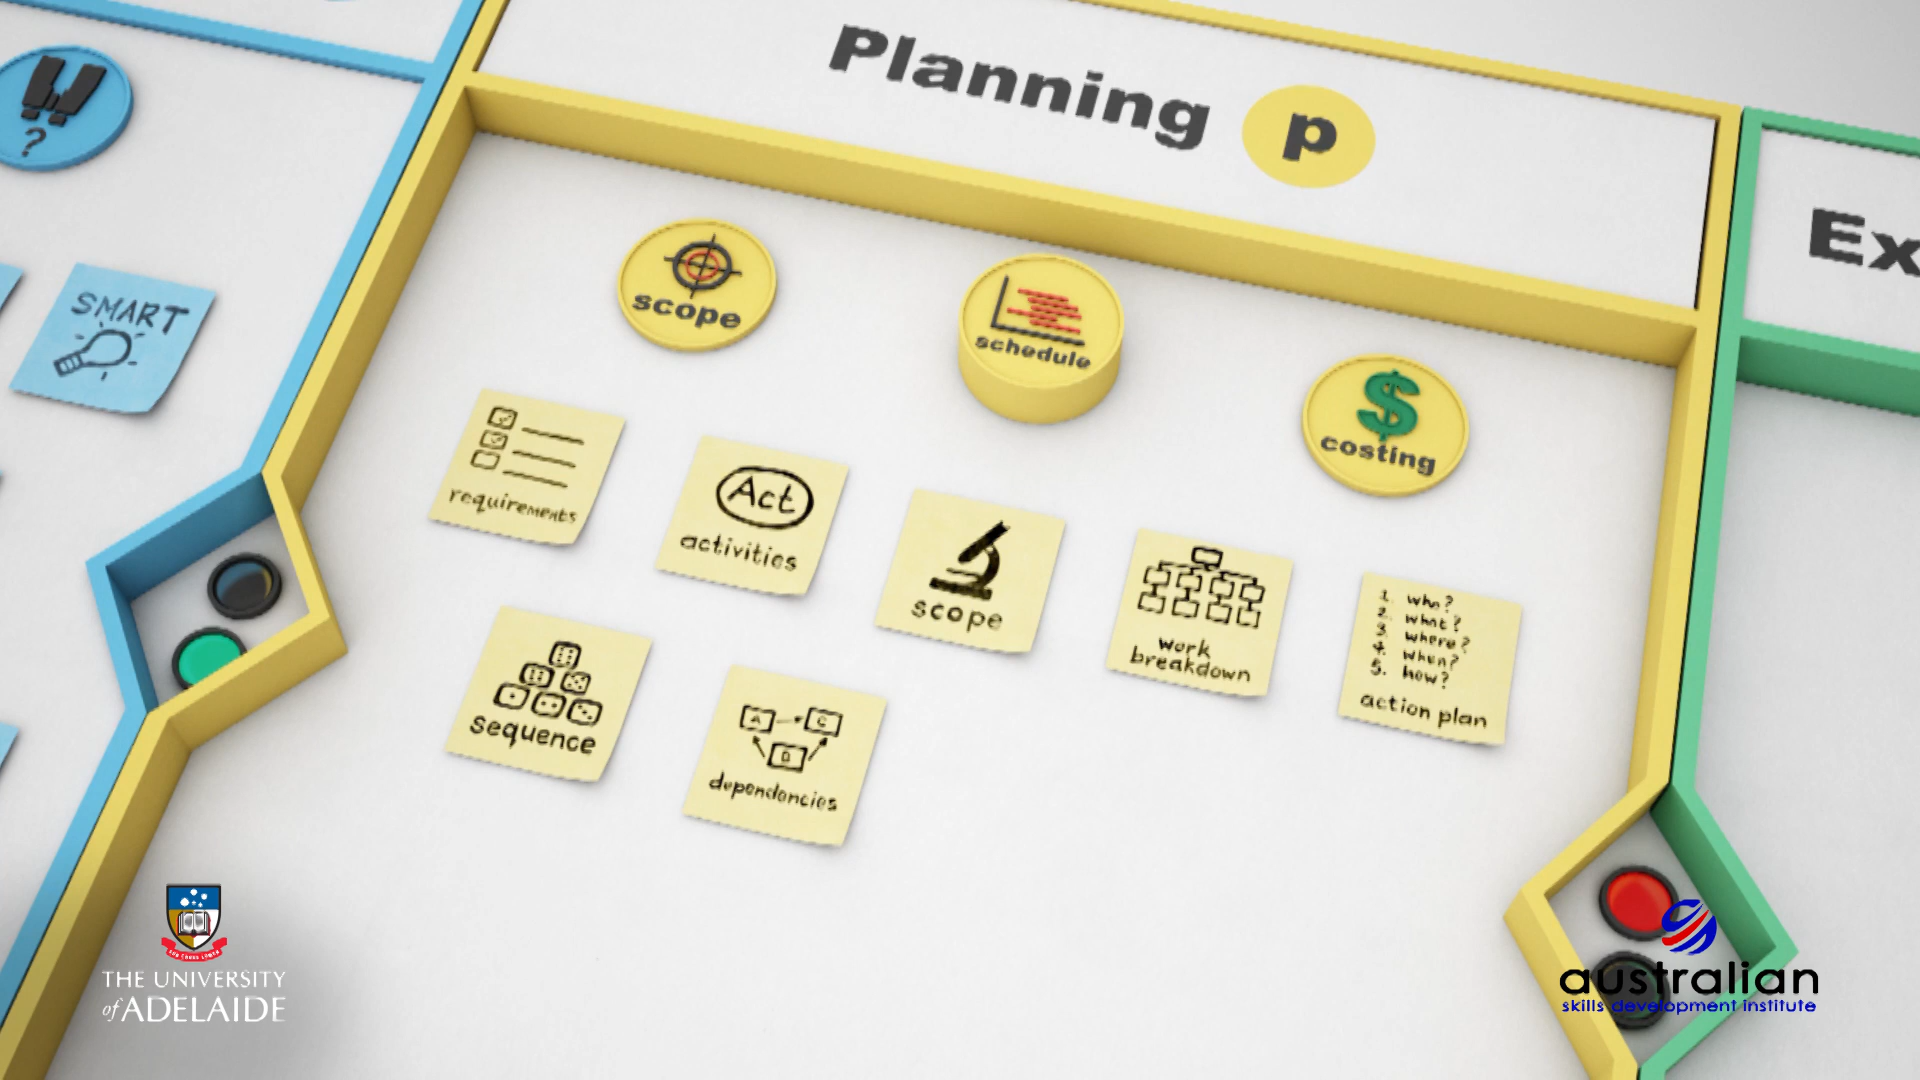 Planning p
Ex
?
SMART
scope
schedule
$
costing
requirements
Act
activities
scope
work
breakdown
1. who?
2. what?
3. where?
4. when?
5. how?
action plan
sequence
A C
B
dependencies
THE UNIVERSITY
of ADELAIDE
australian
skills development institute